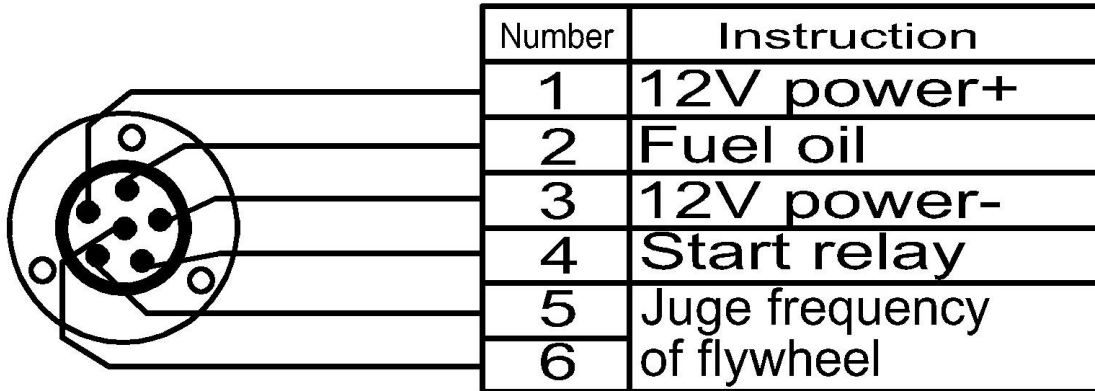 Number Instruction
1 12V power+
2 Fuel oil
3 12V power-
4 Start relay
5 Juge frequency
6 of flywheel